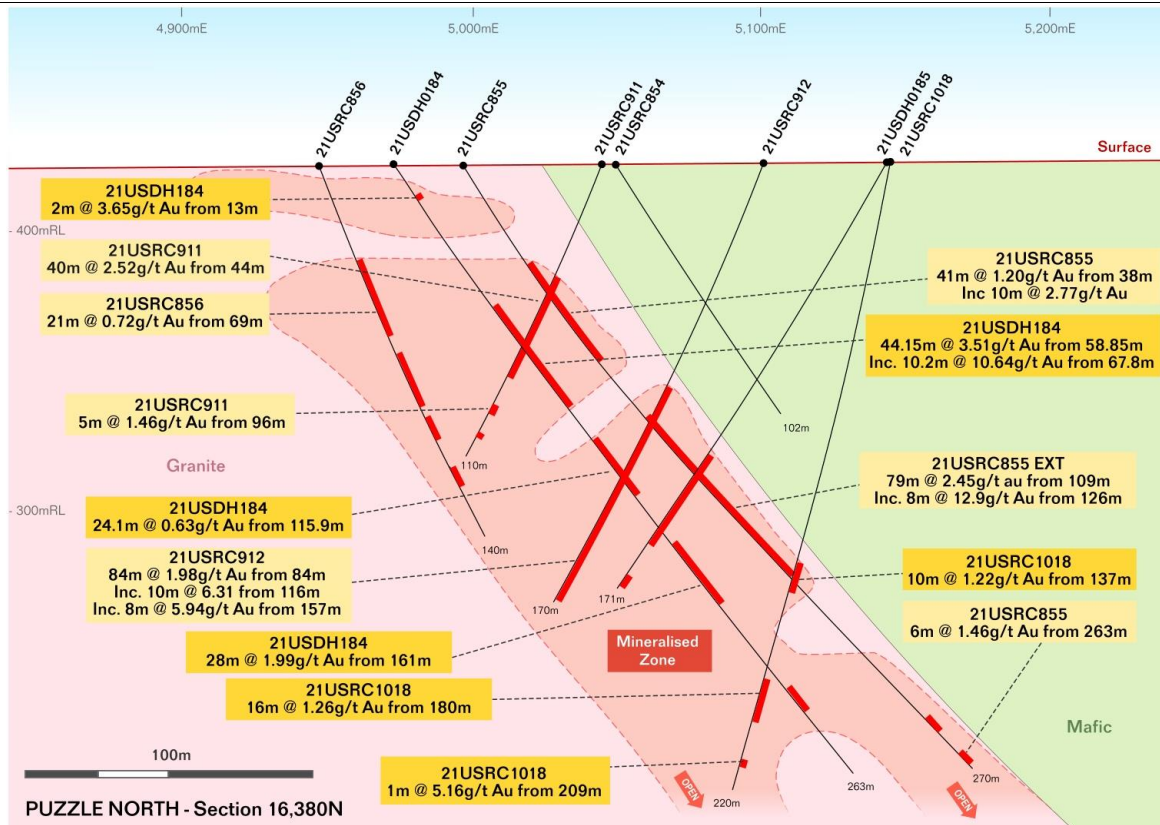 4,900mE
5,000mE
5,100mE
5,200mE
21USRC856
21USDH0184
21USRC855
21USRC911
21USRC854
21USRC912
21USDH0185
21USRC1018
Surface
21USDH184
2m @ 3.65g/t Au from 13m
400mRL
21USRC911
40m @ 2.52g/t Au from 44m
21USRC856
21m @ 0.72g/t Au from 69m
21USRC855
41m @ 1.20g/t Au from 38m
Inc 10m @ 2.77g/t Au
21USDH184
44.15m @ 3.51g/t Au from 58.85m
Inc. 10.2m @ 10.64g/t Au from 67.8m
21USRC911
5m @ 1.46g/t Au from 96m
102m
110m
Granite
21USRC855 EXT
79m @ 2.45g/t au from 109m
Inc. 8m @ 12.9g/t Au from 126m
300mRL
21USDH184
24.1m @ 0.63g/t Au from 115.9m
140m
21USRC912
84m @ 1.98g/t Au from 84m
Inc. 10m @ 6.31 from 116m
Inc. 8m @ 5.94g/t Au from 157m
21USRC1018
10m @ 1.22g/t Au from 137m
170m
171m
21USRC855
6m @ 1.46g/t Au from 263m
21USDH184
28m @ 1.99g/t Au from 161m
Mineralised
Zone
21USRC1018
16m @ 1.26g/t Au from 180m
Mafic
100m
21USRC1018
1m @ 5.16g/t Au from 209m
OPEN
220m
263m
270m
OPEN
PUZZLE NORTH - Section 16,380N